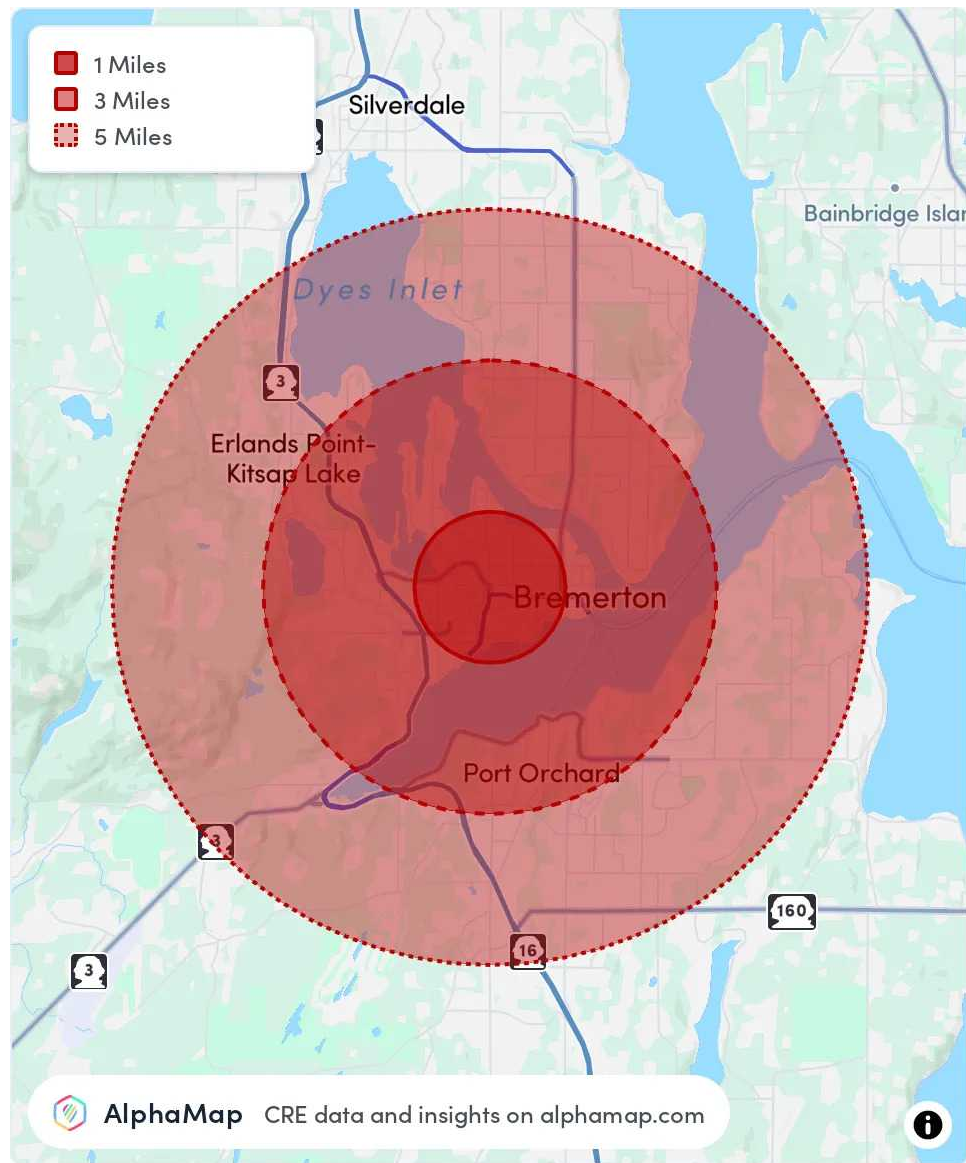 1 Miles
3 Miles
5 Miles
Silverdale
Bainbridge Islan
Dyes Inlet
3
Erlands Point-
Kitsap Lake
Bremerton
Port Orchard
3
160
16
3
AlphaMap CRE data and insights on alphamap.com
i